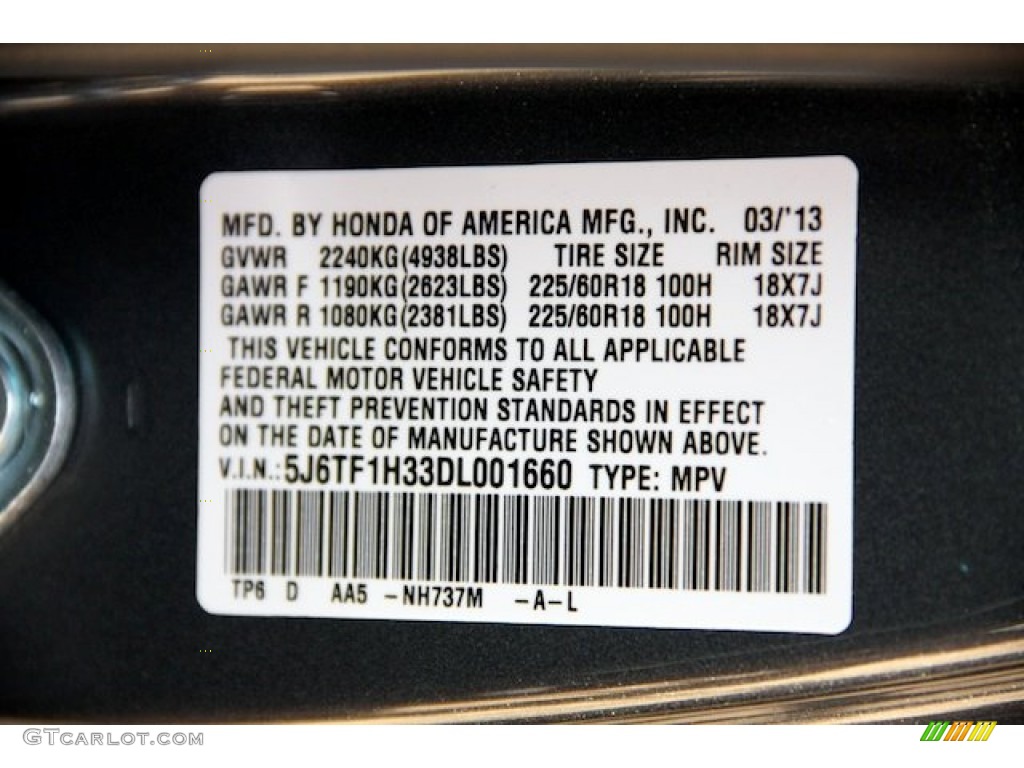 MFD. BY HONDA OF AMERICA MFG., INC. 03/'13
GVWR 2240KG(4938LBS) TIRE SIZE RIM SIZE
GAWR F 1190KG(2623LBS) 225/60R18 100H 18X7J
GAWR R 1080KG(2381LBS) 225/60R18 100H 18X7J
THIS VEHICLE CONFORMS TO ALL APPLICABLE
FEDERAL MOTOR VEHICLE SAFETY
AND THEFT PREVENTION STANDARDS IN EFFECT
ON THE DATE OF MANUFACTURE SHOWN ABOVE.
V.I.N.: 5J6TF1H33DL001660 TYPE: MPV
TP6 D AA5 -NH737M -A-L
GTCARLOT.COM